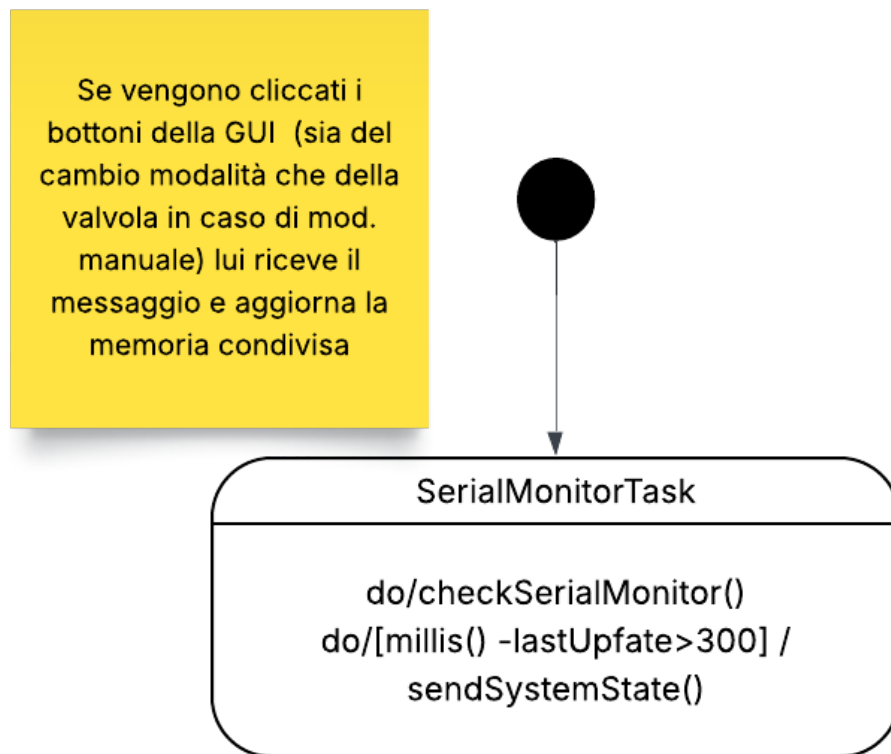 Se vengono cliccati i
bottoni della GUI (sia del
cambio modalità che della
valvola in caso di mod.
manuale) lui riceve il
messaggio e aggiorna la
memoria condivisa
SerialMonitorTask
do/checkSerialMonitor()
do/[millis() -lastUpfate>300] /
sendSystemState()